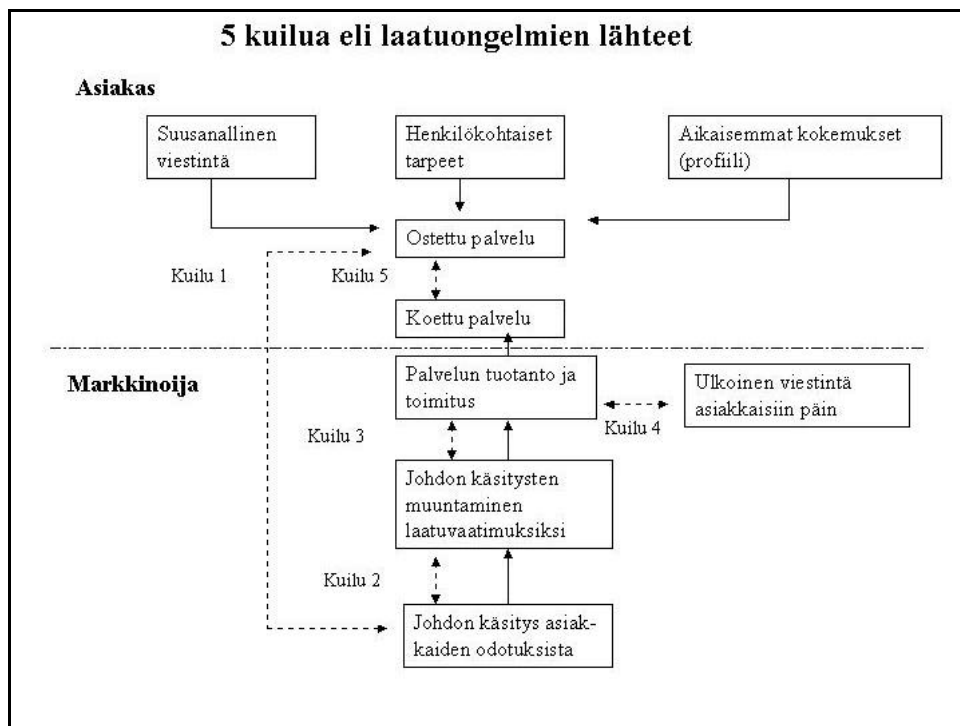 5 kuilua eli laatuongelmien lähteet
Asiakas
Suusanallinen
viestintä
Henkilökohtaiset
tarpeet
Aikaisemmat kokemukset
(profiili)
Ostettu palvelu
Kuilu 1
Kuilu 5
Koettu palvelu
Markkinoija
Palvelun tuotanto ja
toimitus
Ulkoinen viestintä
asiakkaisiin päin
Kuilu 4
Kuilu 3
Johdon käsitysten
muuntaminen
laatuvaatimuksiksi
Kuilu 2
Johdon käsitys asiak-
kaiden odotuksista